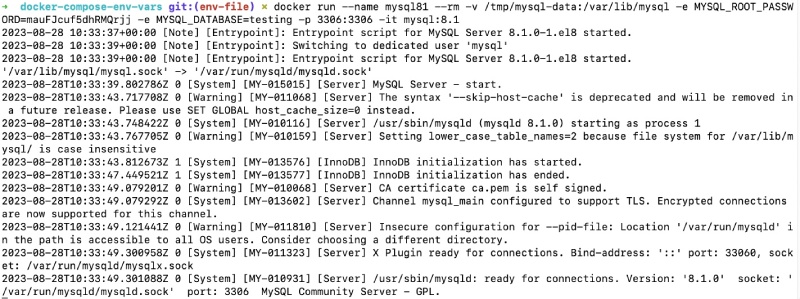 ➜  docker-compose-env-vars git:(env-file) ✗ docker run --name mysql81 --rm -v /tmp/mysql-data:/var/lib/mysql -e MYSQL_ROOT_PASSW
ORD=mauFJcuf5dhRMQrjj -e MYSQL_DATABASE=testing -p 3306:3306 -it mysql:8.1
2023-08-28 10:33:37+00:00 [Note] [Entrypoint]: Entrypoint script for MySQL Server 8.1.0-1.el8 started.
2023-08-28 10:33:39+00:00 [Note] [Entrypoint]: Switching to dedicated user 'mysql'
2023-08-28 10:33:39+00:00 [Note] [Entrypoint]: Entrypoint script for MySQL Server 8.1.0-1.el8 started.
'/var/lib/mysql/mysql.sock' -> '/var/run/mysqld/mysqld.sock'
2023-08-28T10:33:39.802786Z 0 [System] [MY-015015] [Server] MySQL Server - start.
2023-08-28T10:33:43.717708Z 0 [Warning] [MY-011068] [Server] The syntax '--skip-host-cache' is deprecated and will be removed in
 a future release. Please use SET GLOBAL host_cache_size=0 instead.
2023-08-28T10:33:43.748422Z 0 [System] [MY-010116] [Server] /usr/sbin/mysqld (mysqld 8.1.0) starting as process 1
2023-08-28T10:33:43.767705Z 0 [Warning] [MY-010159] [Server] Setting lower_case_table_names=2 because file system for /var/lib/m
ysql/ is case insensitive
2023-08-28T10:33:43.812673Z 1 [System] [MY-013576] [InnoDB] InnoDB initialization has started.
2023-08-28T10:33:47.449521Z 1 [System] [MY-013577] [InnoDB] InnoDB initialization has ended.
2023-08-28T10:33:49.079201Z 0 [Warning] [MY-010068] [Server] CA certificate ca.pem is self signed.
2023-08-28T10:33:49.079292Z 0 [System] [MY-013602] [Server] Channel mysql_main configured to support TLS. Encrypted connections
are now supported for this channel.
2023-08-28T10:33:49.121441Z 0 [Warning] [MY-011810] [Server] Insecure configuration for --pid-file: Location '/var/run/mysqld' i
n the path is accessible to all OS users. Consider choosing a different directory.
2023-08-28T10:33:49.300958Z 0 [System] [MY-011323] [Server] X Plugin ready for connections. Bind-address: '::' port: 33060, sock
et: /var/run/mysqld/mysqlx.sock
2023-08-28T10:33:49.301088Z 0 [System] [MY-010931] [Server] /usr/sbin/mysqld: ready for connections. Version: '8.1.0'  socket: '
/var/run/mysqld/mysqld.sock'  port: 3306  MySQL Community Server - GPL.